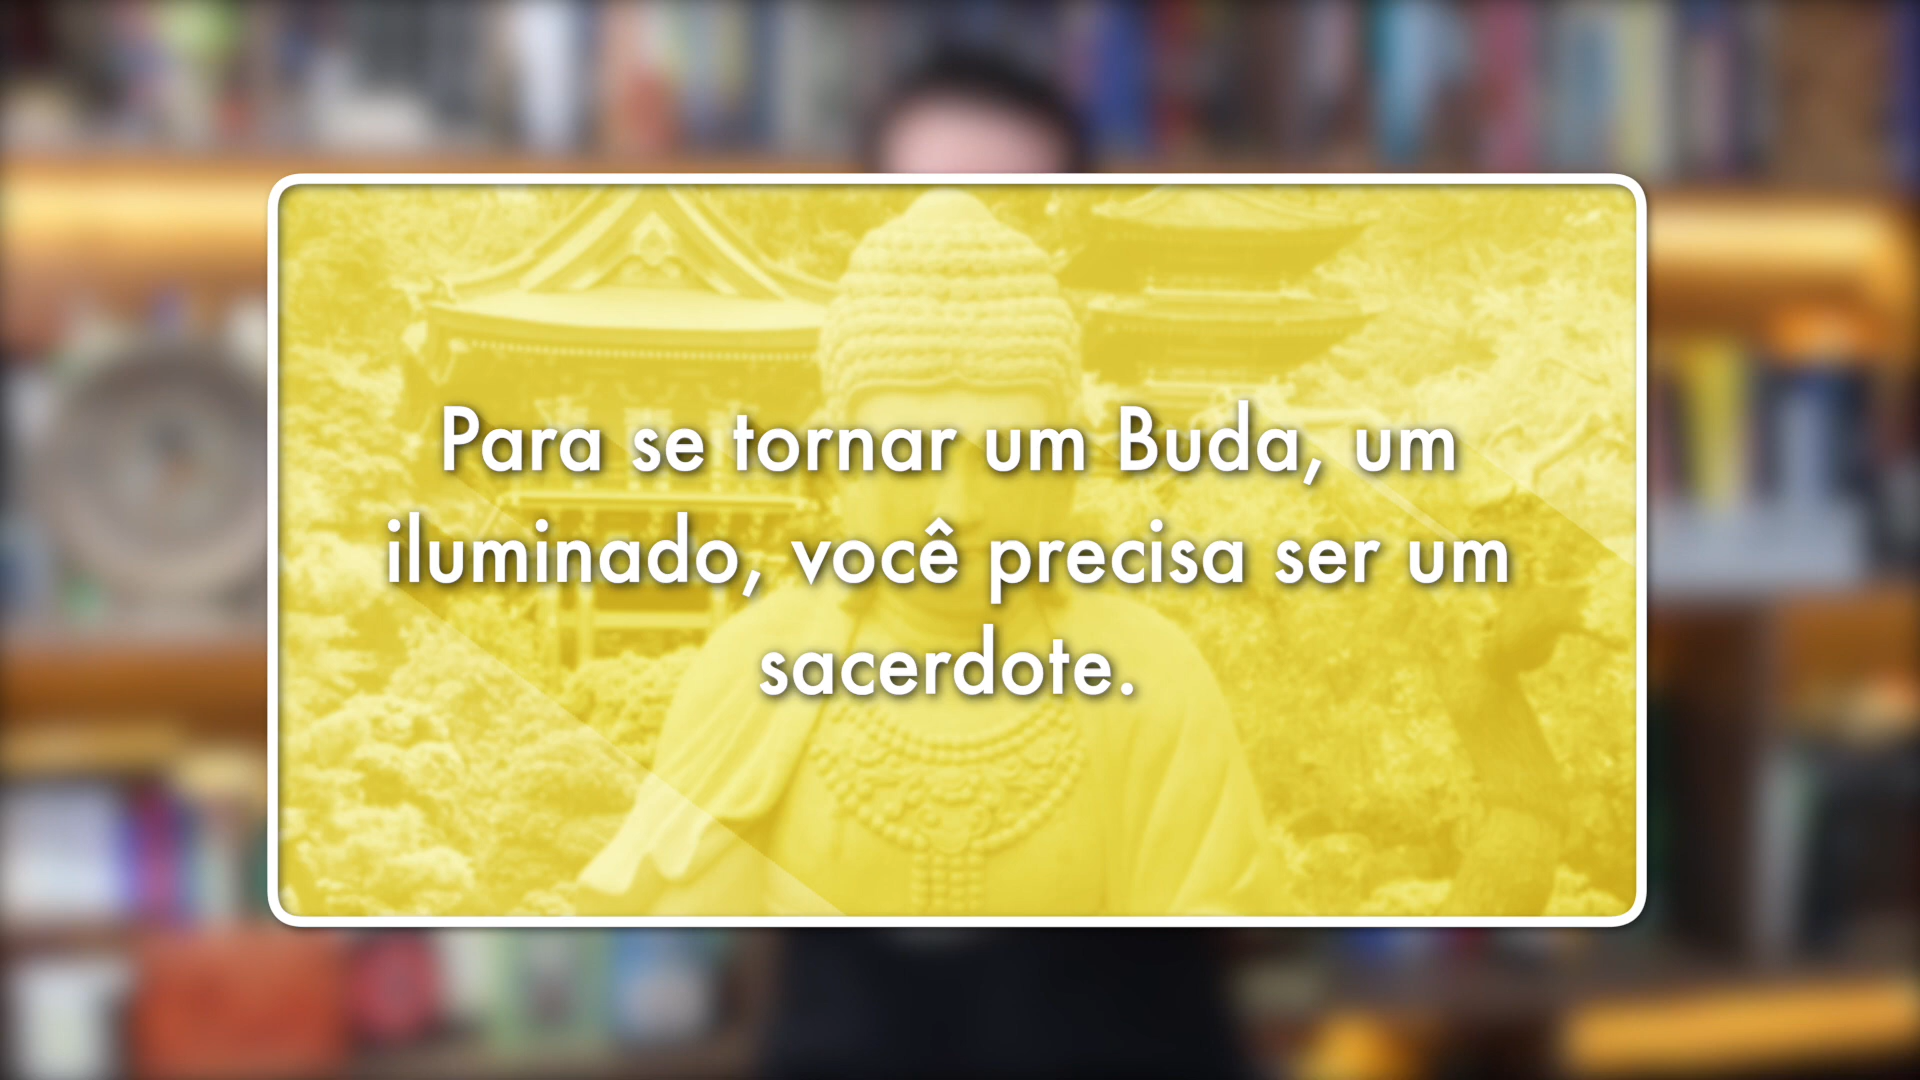 Para se tornar um Buda, um
iluminado, você precisa ser um
sacerdote.